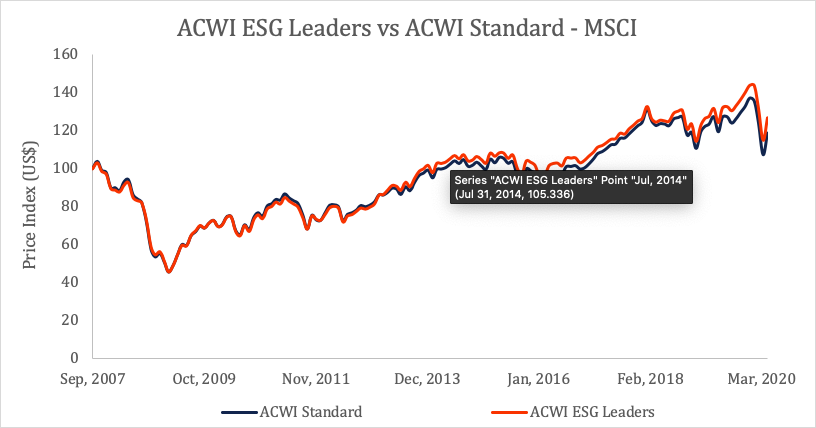 ACWI ESG Leaders vs ACWI Standard - MSCI
160
140
120
100
80
60
40
20
0
Price Index (US$)
Series "ACWI ESG Leaders" Point "Jul, 2014"
(Jul 31, 2014, 105.336)
Sep, 2007 Oct, 2009 Nov, 2011 Dec, 2013 Jan, 2016 Feb, 2018 Mar, 2020
ACWI Standard ACWI ESG Leaders